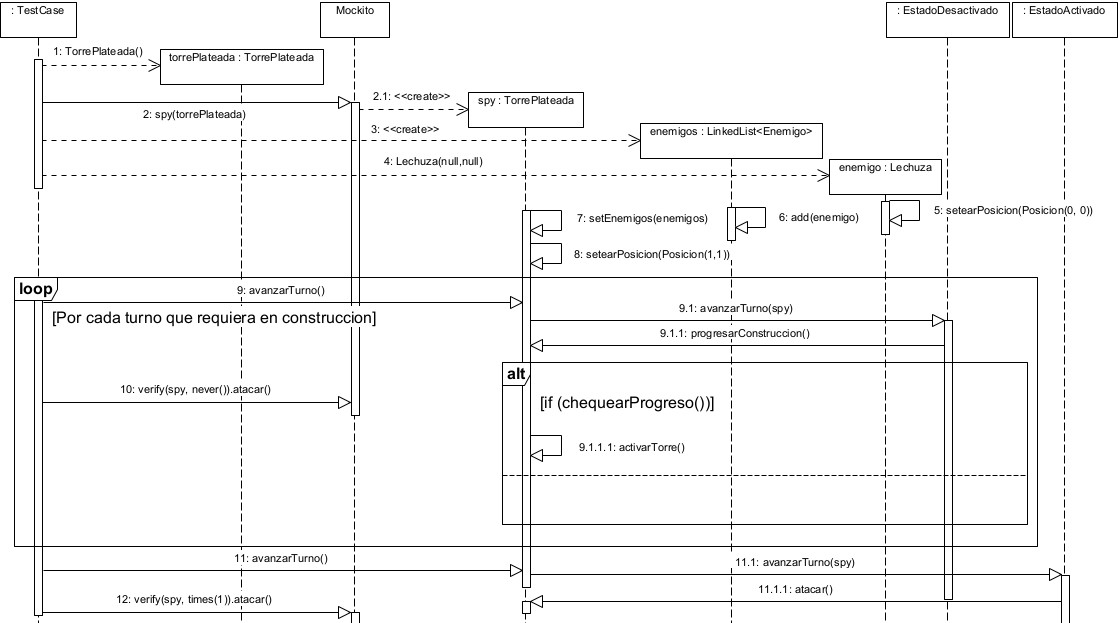 : TestCase
Mockito
: EstadoDesactivado
: EstadoActivado
1: TorrePlateada()
torrePlateada : TorrePlateada
2: spy(torrePlateada)
2.1: <<create>>
spy : TorrePlateada
3: <<create>>
enemigos : LinkedList<Enemigo>
4: Lechuza(null,null)
enemigo : Lechuza
5: setearPosicion(Posicion(0, 0))
6: add(enemigo)
7: setEnemigos(enemigos)
8: setearPosicion(Posicion(1,1))
loop
9: avanzarTurno()
[Por cada turno que requiera en construccion]
9.1: avanzarTurno(spy)
9.1.1: progresarConstruccion()
alt
10: verify(spy, never()).atacar()
[if (chequearProgreso())]
9.1.1.1: activarTorre()
11: avanzarTurno()
11.1: avanzarTurno(spy)
11.1.1: atacar()
12: verify(spy, times(1)).atacar()